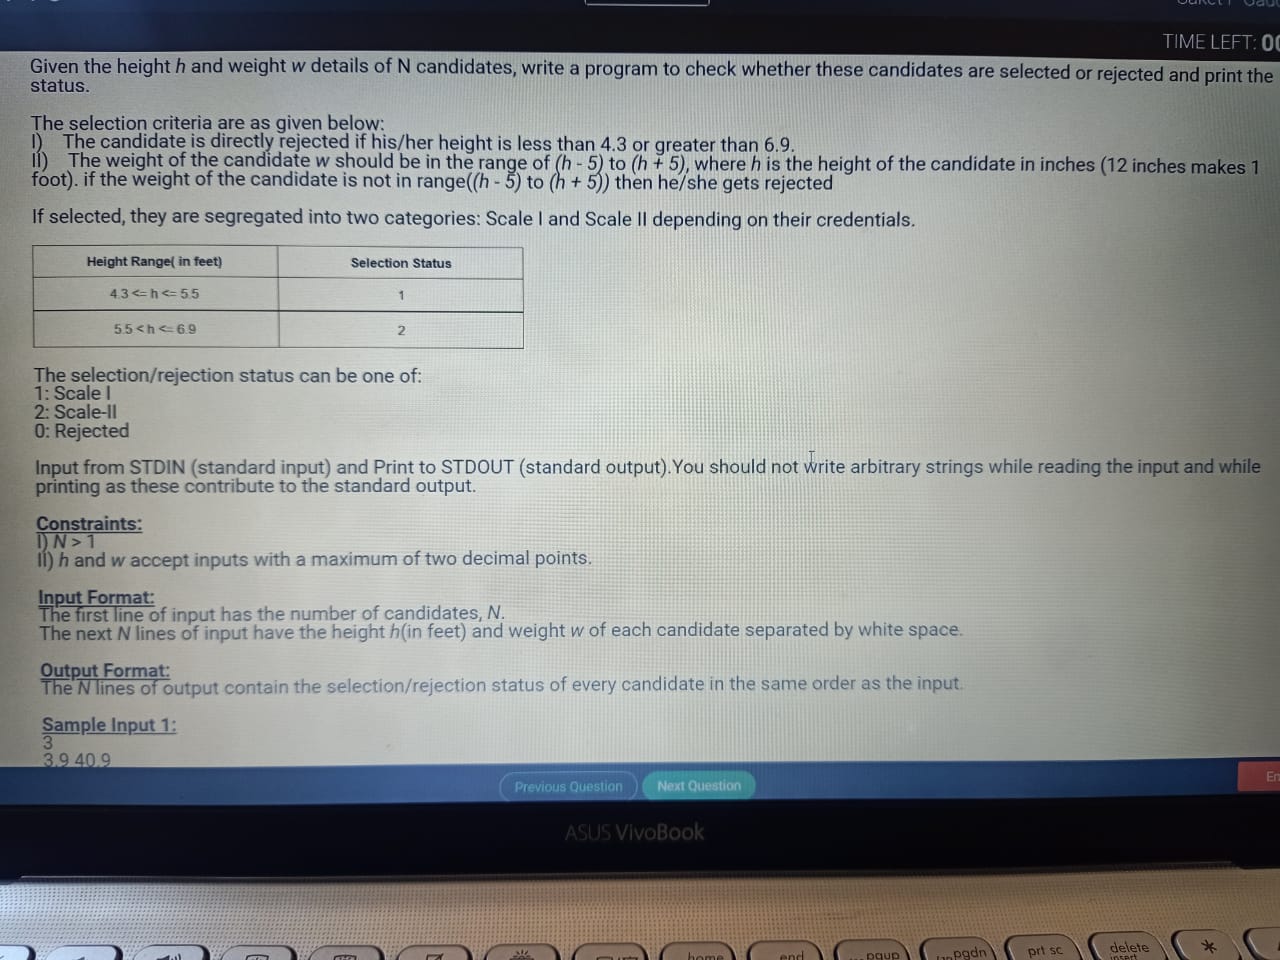 TIME LEFT: 0
Given the height h and weight w details of N candidates, write a program to check whether these candidates are selected or rejected and print the
status.
The selection criteria are as given below:
I) The candidate is directly rejected if his/her height is less than 4.3 or greater than 6.9.
II) The weight of the candidate w should be in the range of (h - 5) to (h + 5), where h is the height of the candidate in inches (12 inches makes 1
foot). if the weight of the candidate is not in range((h - 5) to (h + 5)) then he/she gets rejected
If selected, they are segregated into two categories: Scale I and Scale II depending on their credentials.
Height Range( in feet) Selection Status
4.3 <= h <= 5.5 1
5.5 < h <= 6.9 2
The selection/rejection status can be one of:
1: Scale I
2: Scale-II
0: Rejected
Input from STDIN (standard input) and Print to STDOUT (standard output).You should not write arbitrary strings while reading the input and while
printing as these contribute to the standard output.
Constraints:
I) N > 1
II) h and w accept inputs with a maximum of two decimal points.
Input Format:
The first line of input has the number of candidates, N.
The next N lines of input have the height h(in feet) and weight w of each candidate separated by white space.
Output Format:
The N lines of output contain the selection/rejection status of every candidate in the same order as the input.
Sample Input 1:
3
3.9 40.9
Previous Question Next Question En
ASUS VivoBook
home end pgup pgdn prt sc delete insert *